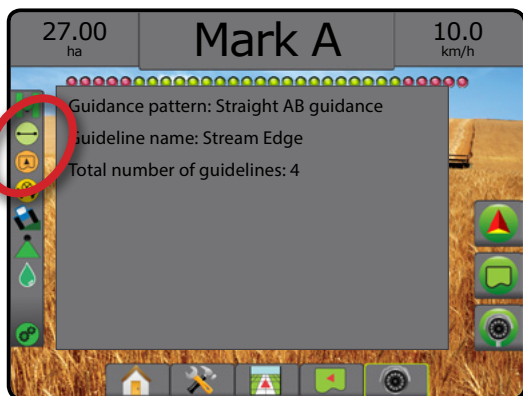 27.00
ha
Mark A
10.0
km/h
Guidance pattern: Straight AB guidance
Guideline name: Stream Edge
Total number of guidelines: 4